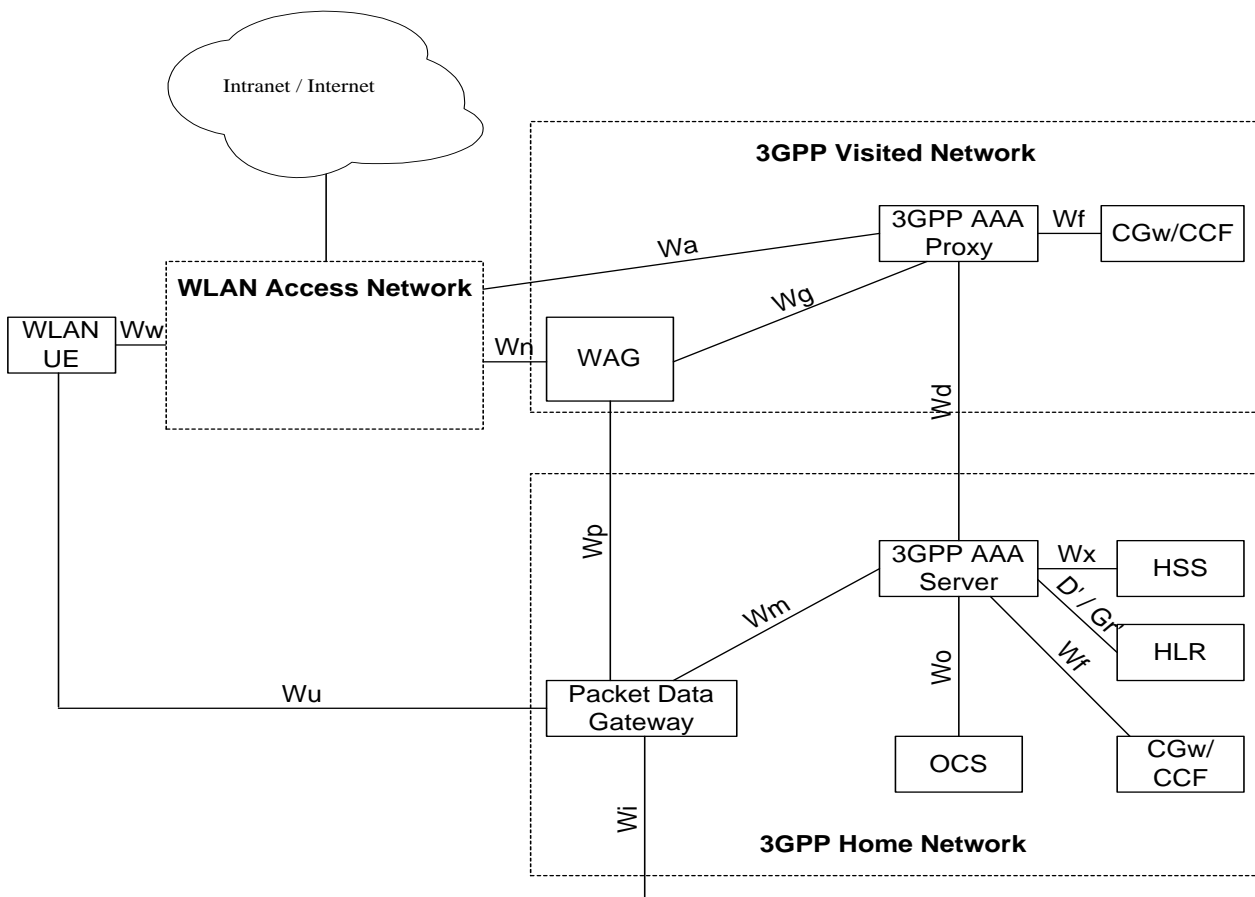 Intranet / Internet
3GPP Visited Network
3GPP AAA
Proxy
Wf
CGw/CCF
Wa
WLAN Access Network
Wg
WLAN
UE
Ww
Wn
WAG
Wd
Wp
3GPP AAA
Server
Wx
HSS
D' / Gr'
HLR
Wm
Wo
Wf
Packet Data
Gateway
Wu
OCS
CGw/
CCF
Wi
3GPP Home Network